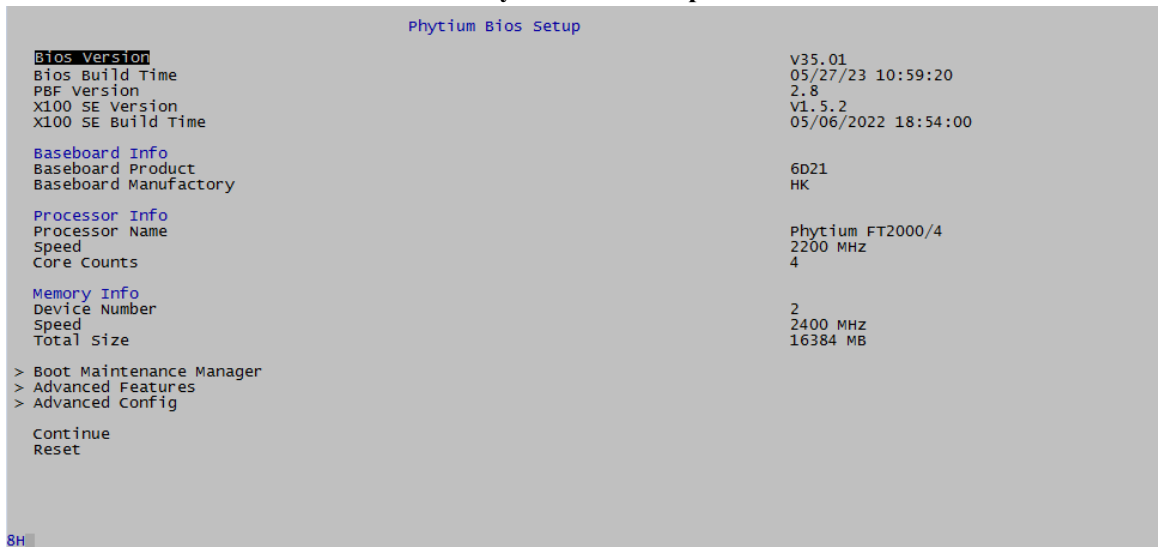 Phytium Bios Setup
Bios Version V35.01
Bios Build Time 05/27/23 10:59:20
PBF Version 2.8
X100 SE Version V1.5.2
X100 SE Build Time 05/06/2022 18:54:00
Baseboard Info
Baseboard Product 6D21
Baseboard Manufactory HK
Processor Info
Processor Name Phytium FT2000/4
Speed 2200 MHz
Core Counts 4
Memory Info
Device Number 2
Speed 2400 MHz
Total Size 16384 MB
> Boot Maintenance Manager
> Advanced Features
> Advanced Config
Continue
Reset
8H